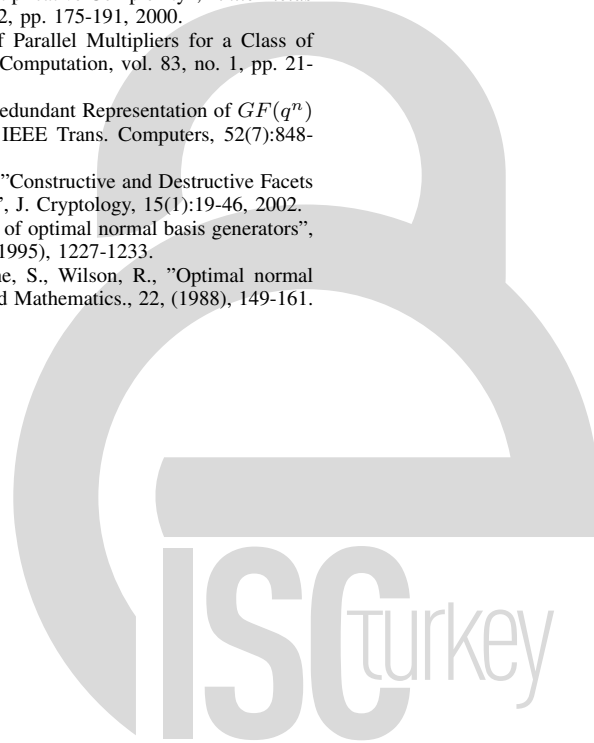 2, pp. 175-191, 2000.
f Parallel Multipliers for a Class of
Computation, vol. 83, no. 1, pp. 21-
edundant Representation of GF(qⁿ)
IEEE Trans. Computers, 52(7):848-
"Constructive and Destructive Facets
", J. Cryptology, 15(1):19-46, 2002.
of optimal normal basis generators",
1995), 1227-1233.
ne, S., Wilson, R., "Optimal normal
d Mathematics., 22, (1988), 149-161.
ISCTurkey